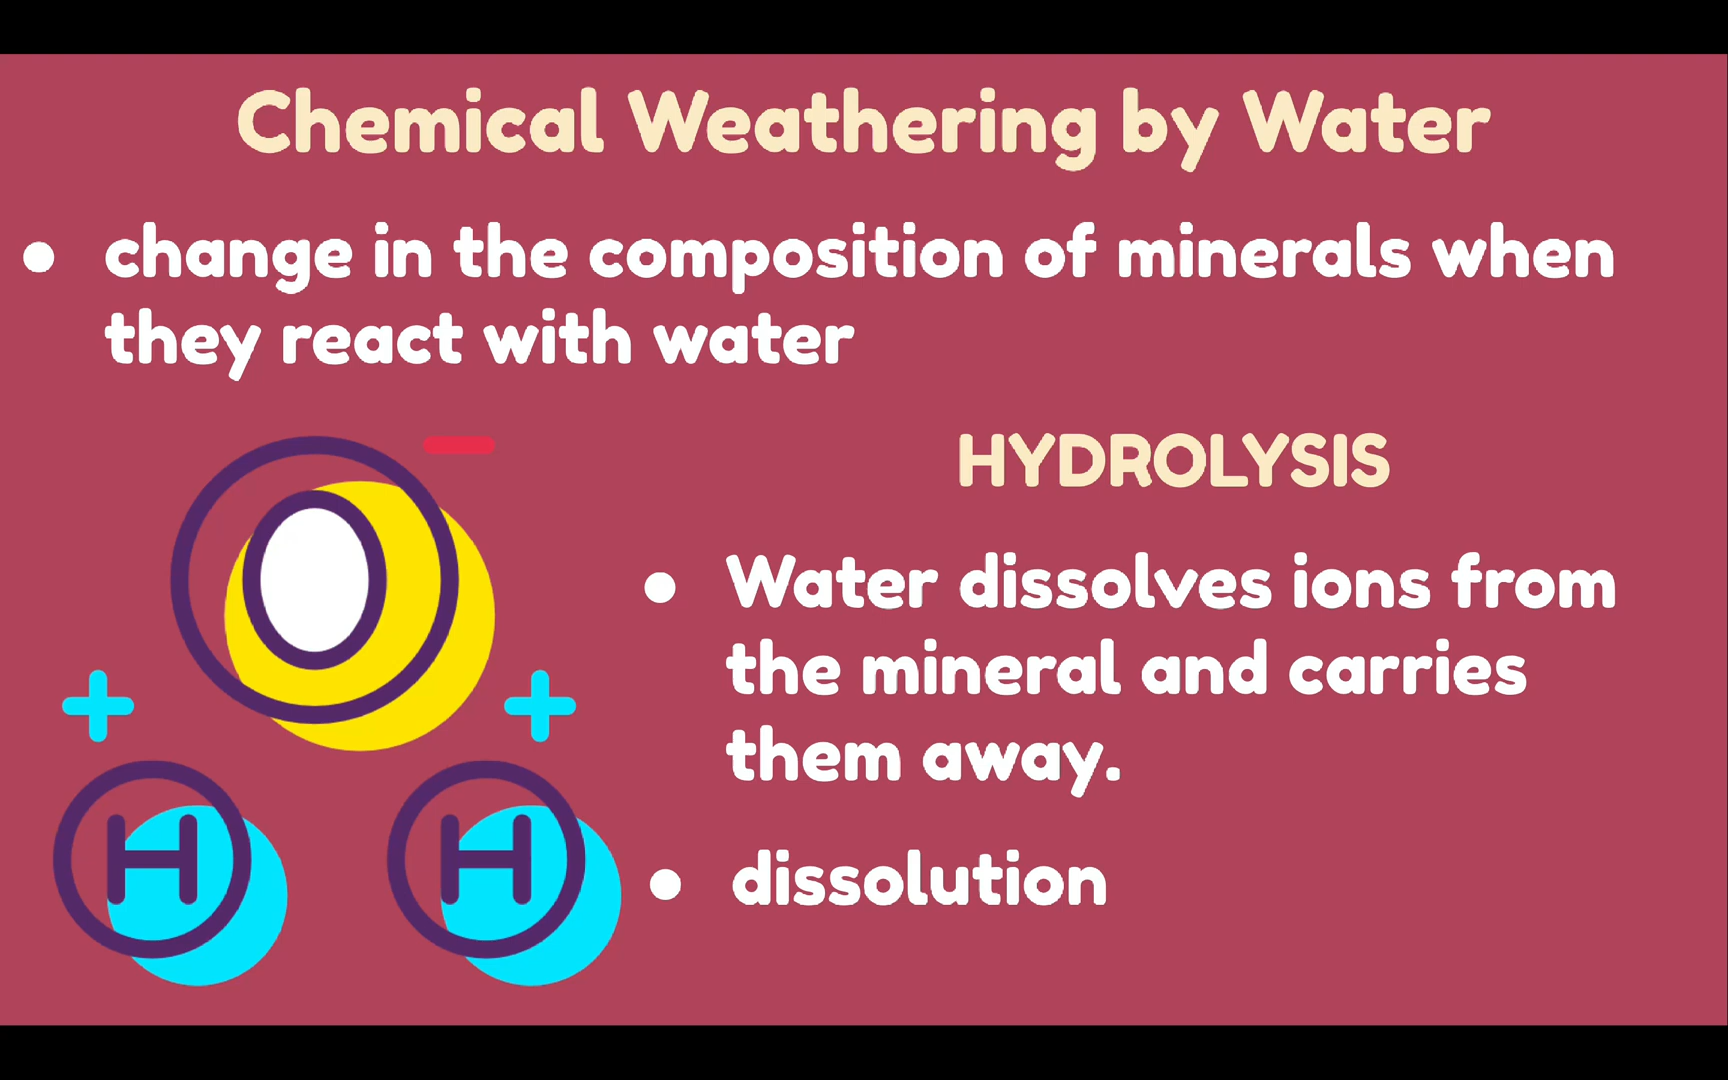 Chemical Weathering by Water
● change in the composition of minerals when
they react with water
HYDROLYSIS
● Water dissolves ions from
the mineral and carries
them away.
● dissolution
O
H H